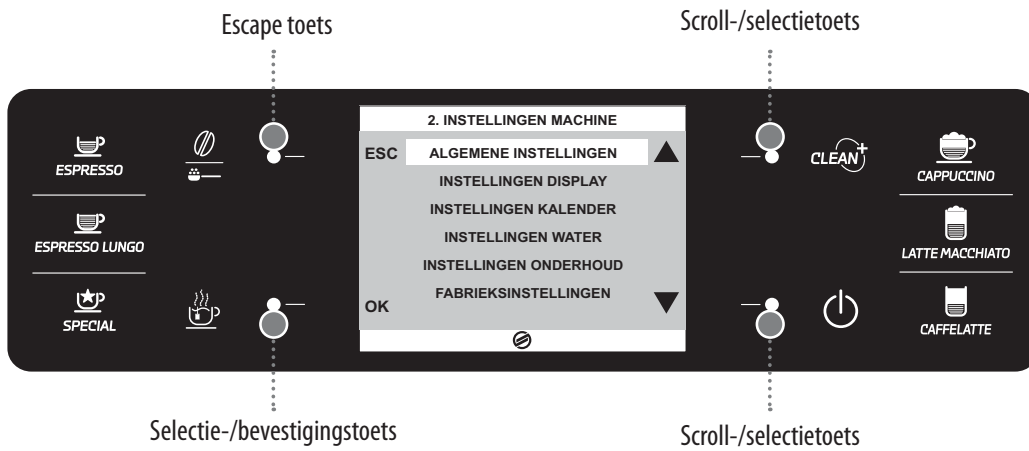 Escape toets
Scroll-/selectietoets
ESPRESSO
ESPRESSO LUNGO
SPECIAL
2. INSTELLINGEN MACHINE
ESC
ALGEMENE INSTELLINGEN
INSTELLINGEN DISPLAY
INSTELLINGEN KALENDER
INSTELLINGEN WATER
INSTELLINGEN ONDERHOUD
FABRIEKSINSTELLINGEN
OK
CLEAN+
CAPPUCCINO
LATTE MACCHIATO
CAFFELATTE
Selectie-/bevestigingstoets
Scroll-/selectietoets